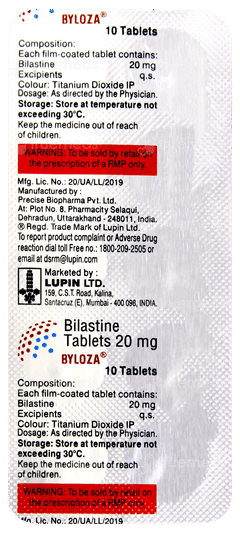 BYLOZA®
10 Tablets
Composition:
Each film-coated tablet contains:
Bilastine 20 mg
Excipients q.s.
Colour: Titanium Dioxide IP
Dosage: As directed by the Physician.
Storage: Store at temperature not
exceeding 30°C.
Keep the medicine out of reach
of children.
WARNING: To be sold by retail on
the prescription of a RMP only.
Mfg. Lic. No.: 20/UA/LL/2019
Manufactured by :
Precise Biopharma Pvt. Ltd.
At: Plot No. 8, Pharmacity Selaqui,
Dehradun, Uttarakhand - 248011, India.
® Regd. Trade Mark of Lupin Ltd.
To report product complaint or Adverse Drug
reaction dial toll Free no.: 1800-209-2505 or
email at dsrm@lupin.com
Marketed by :
LUPIN LTD.
159, C.S.T. Road, Kalina,
Santacruz (E), Mumbai - 400 098, INDIA.
Bilastine
Tablets 20 mg
BYLOZA®
10 Tablets
Composition:
Each film-coated tablet contains:
Bilastine 20 mg
Excipients q.s.
Colour: Titanium Dioxide IP
Dosage: As directed by the Physician.
Storage: Store at temperature not
exceeding 30°C.
Keep the medicine out of reach
of children.
WARNING: To be sold by retail on
the prescription of a RMP only.
Mfg. Lic. No.: 20/UA/LL/2019